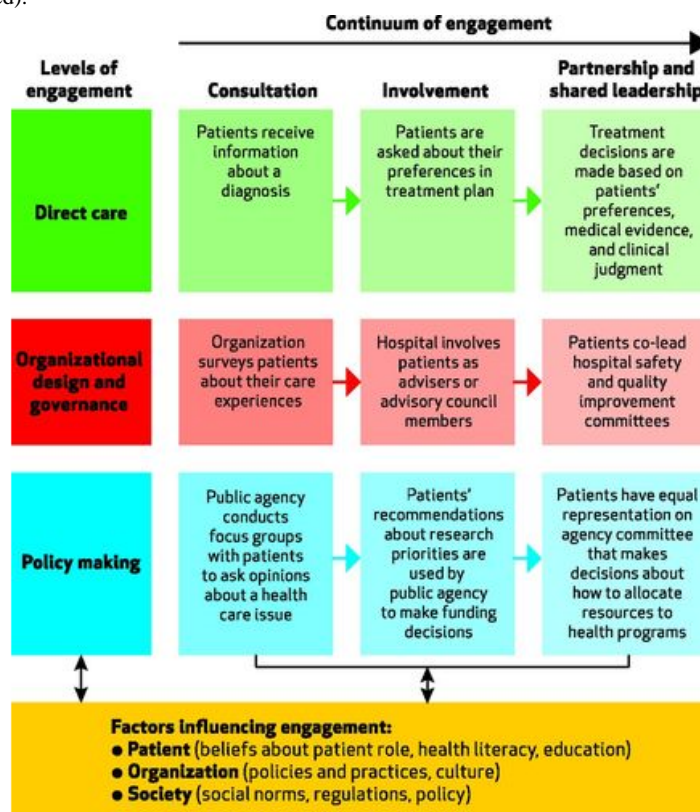 ed).
Continuum of engagement
Levels of
engagement
Consultation
Involvement
Partnership and
shared leadership
Direct care
Patients receive
information
about a
diagnosis
Patients are
asked about their
preferences in
treatment plan
Treatment
decisions are
made based on
patients'
preferences,
medical evidence,
and clinical
judgment
Organizational
design and
governance
Organization
surveys patients
about their care
experiences
Hospital involves
patients as
advisers or
advisory council
members
Patients co-lead
hospital safety
and quality
improvement
committees
Policy making
Public agency
conducts
focus groups
with patients
to ask opinions
about a health
care issue
Patients'
recommendations
about research
priorities are
used by
public agency
to make funding
decisions
Patients have equal
representation on
agency committee
that makes
decisions about
how to allocate
resources to
health programs
Factors influencing engagement:
● Patient (beliefs about patient role, health literacy, education)
● Organization (policies and practices, culture)
● Society (social norms, regulations, policy)